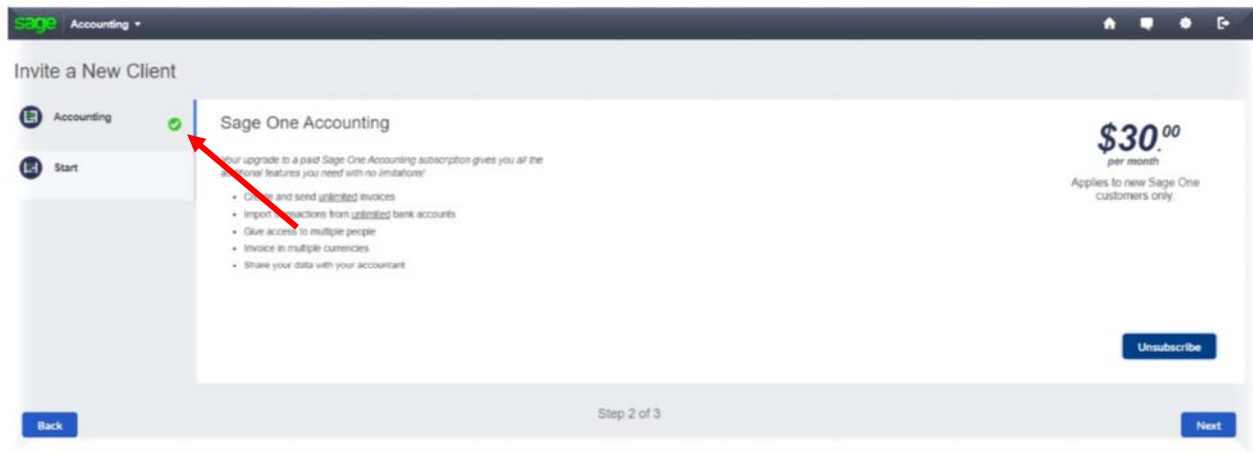 sage Accounting
Invite a New Client
Accounting
Start
Sage One Accounting
Your upgrade to a paid Sage One Accounting subscription gives you all the
additional features you need with no limitations!
• Create and send unlimited invoices
• Import transactions from unlimited bank accounts
• Give access to multiple people
• Invoice in multiple currencies
• Share your data with your accountant
$30.00
per month
Applies to new Sage One
customers only.
Unsubscribe
Back
Step 2 of 3
Next